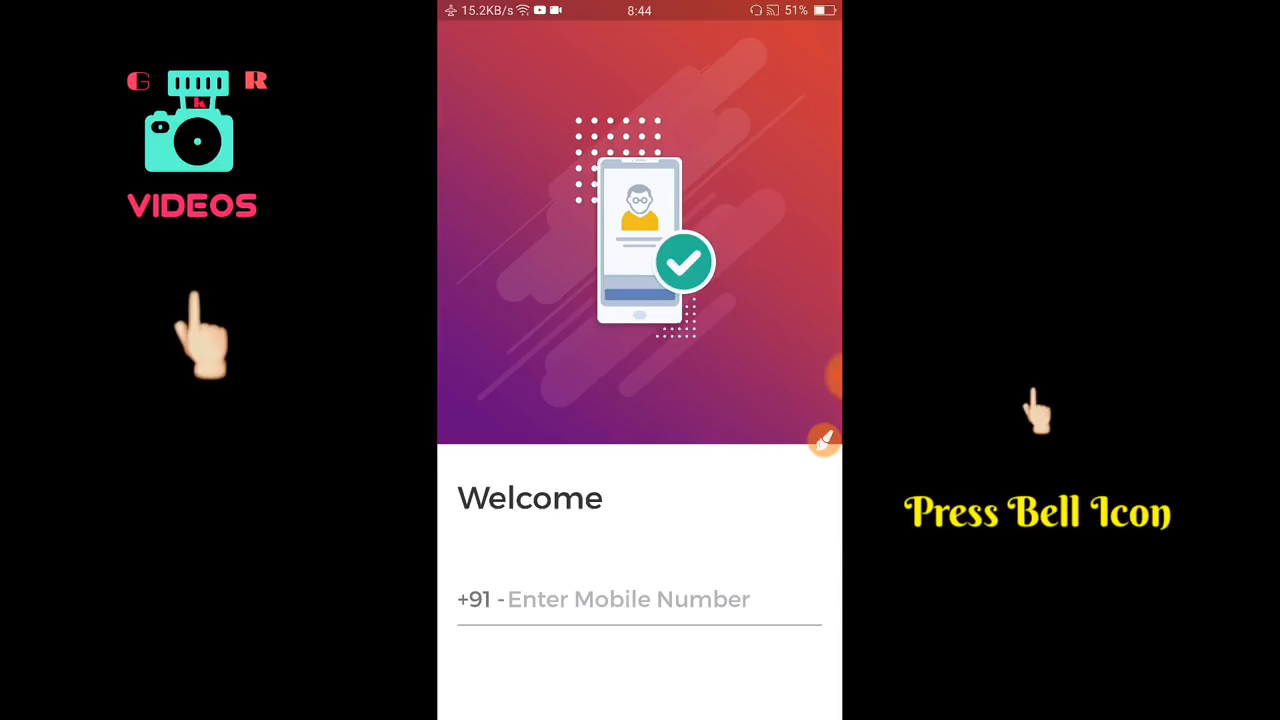 15.2KB/s
8:44
51%
G R
k
VIDEOS
Welcome
+91 - Enter Mobile Number
Press Bell Icon